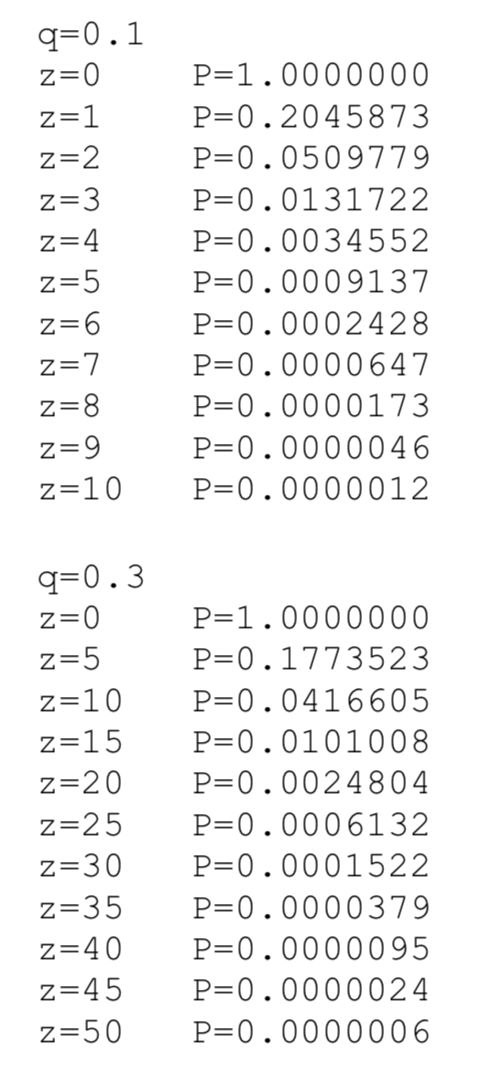 q=0.1
z=0 P=1.0000000
z=1 P=0.2045873
z=2 P=0.0509779
z=3 P=0.0131722
z=4 P=0.0034552
z=5 P=0.0009137
z=6 P=0.0002428
z=7 P=0.0000647
z=8 P=0.0000173
z=9 P=0.0000046
z=10 P=0.0000012
q=0.3
z=0 P=1.0000000
z=5 P=0.1773523
z=10 P=0.0416605
z=15 P=0.0101008
z=20 P=0.0024804
z=25 P=0.0006132
z=30 P=0.0001522
z=35 P=0.0000379
z=40 P=0.0000095
z=45 P=0.0000024
z=50 P=0.0000006